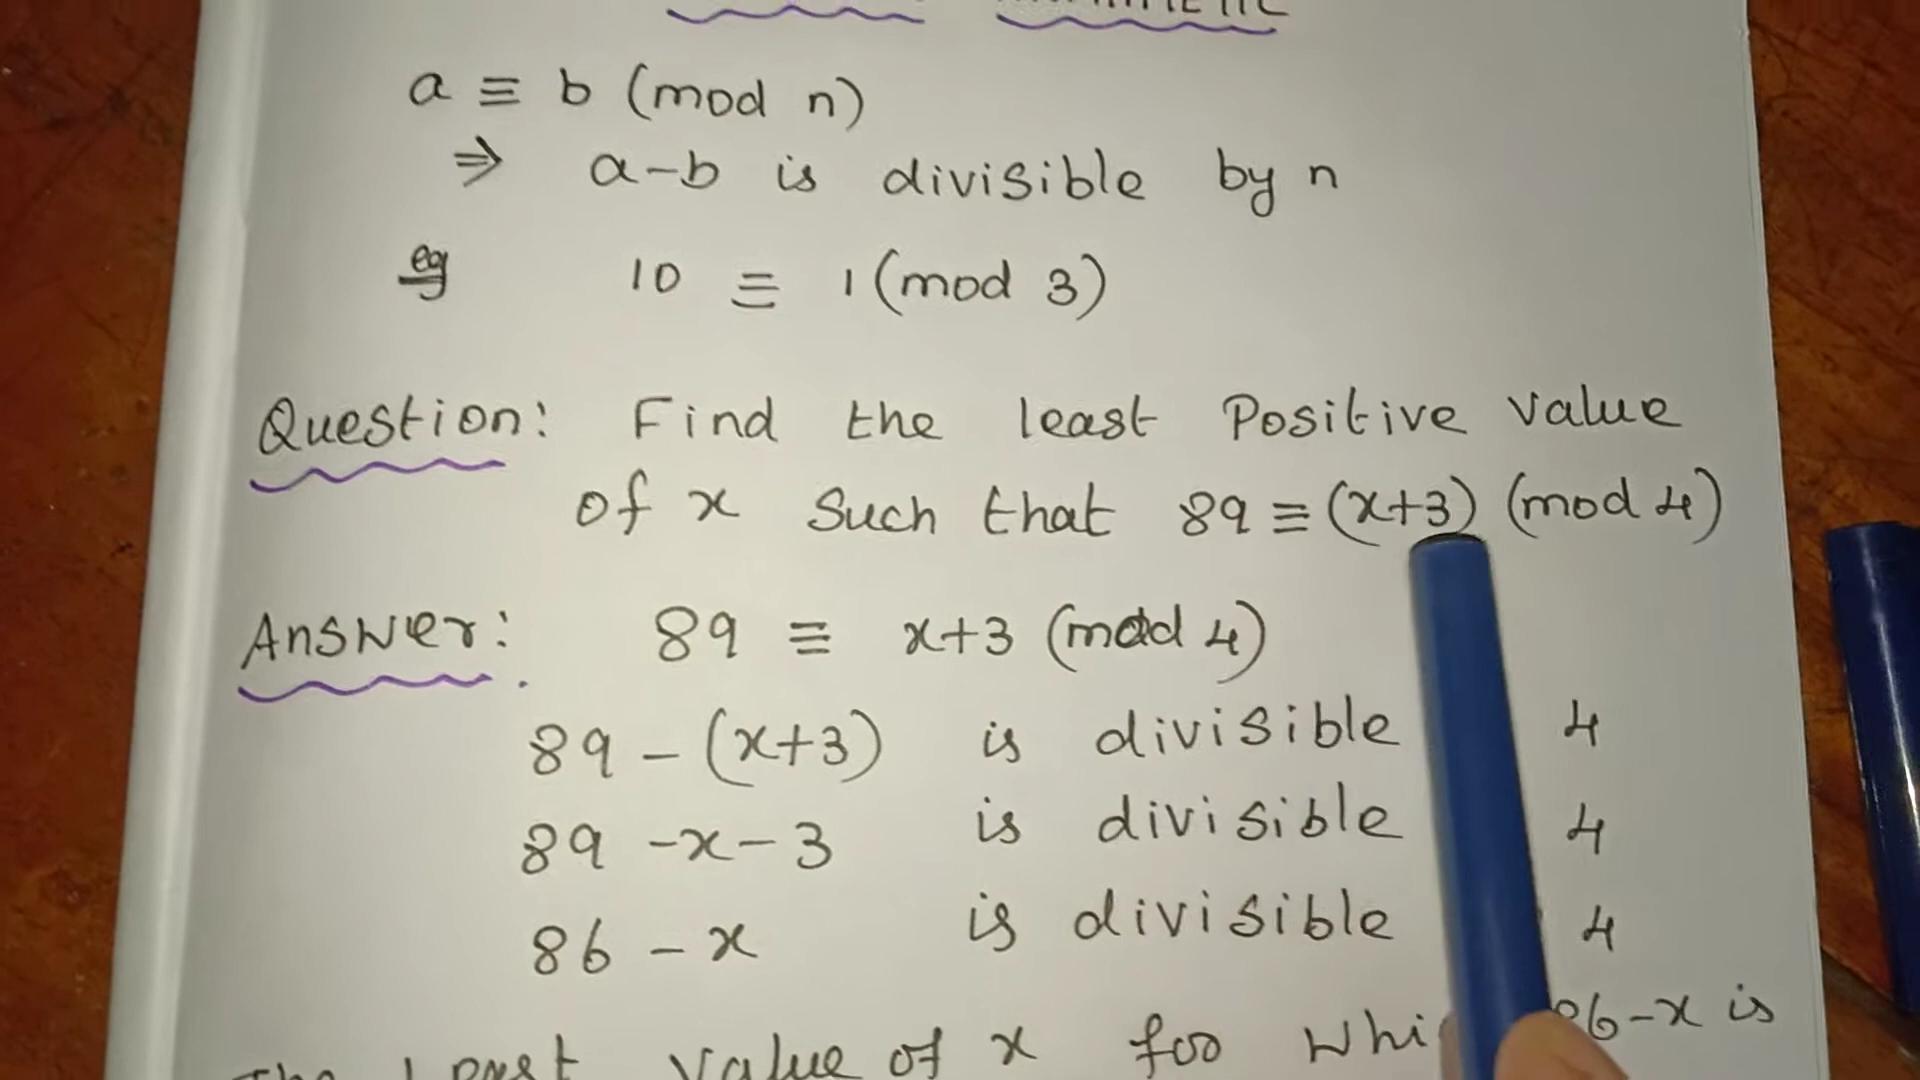 a ≡ b (mod n)
⇒ a-b is divisible by n
eg 10 ≡ 1 (mod 3)
Question: Find the least Positive value
of x Such that 89 ≡ (x+3) (mod 4)
Answer: 89 ≡ x+3 (mod 4)
89 - (x+3) is divisible 4
89 - x - 3 is divisible 4
86 - x is divisible 4
value of x for 86-x is